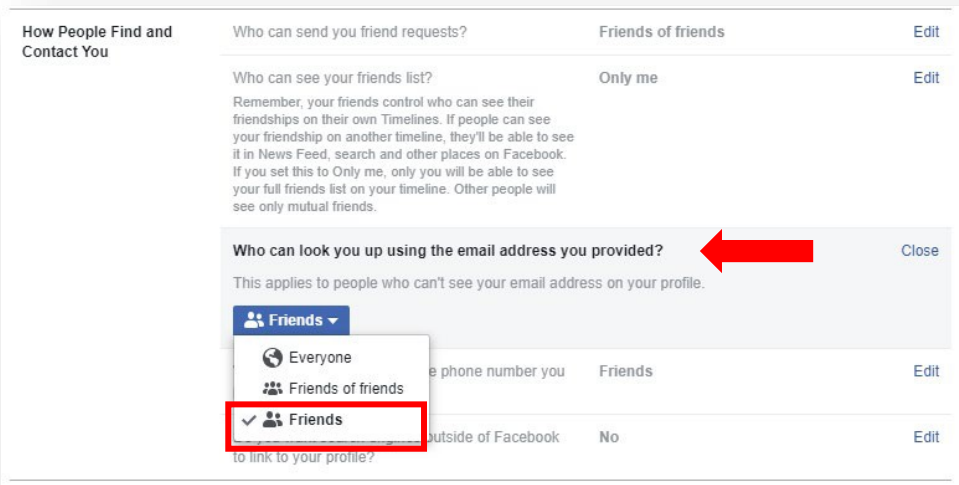 How People Find and
Contact You
Who can send you friend requests? Friends of friends Edit
Who can see your friends list? Only me Edit
Remember, your friends control who can see their
friendships on their own Timelines. If people can see
your friendship on another timeline, they'll be able to see
it in News Feed, search and other places on Facebook.
If you set this to Only me, only you will be able to see
your full friends list on your timeline. Other people will
see only mutual friends.
Who can look you up using the email address you provided? Close
This applies to people who can't see your email address on your profile.
Friends
Everyone
Friends of friends
Friends
e phone number you Friends Edit
outside of Facebook No Edit
to link to your profile?